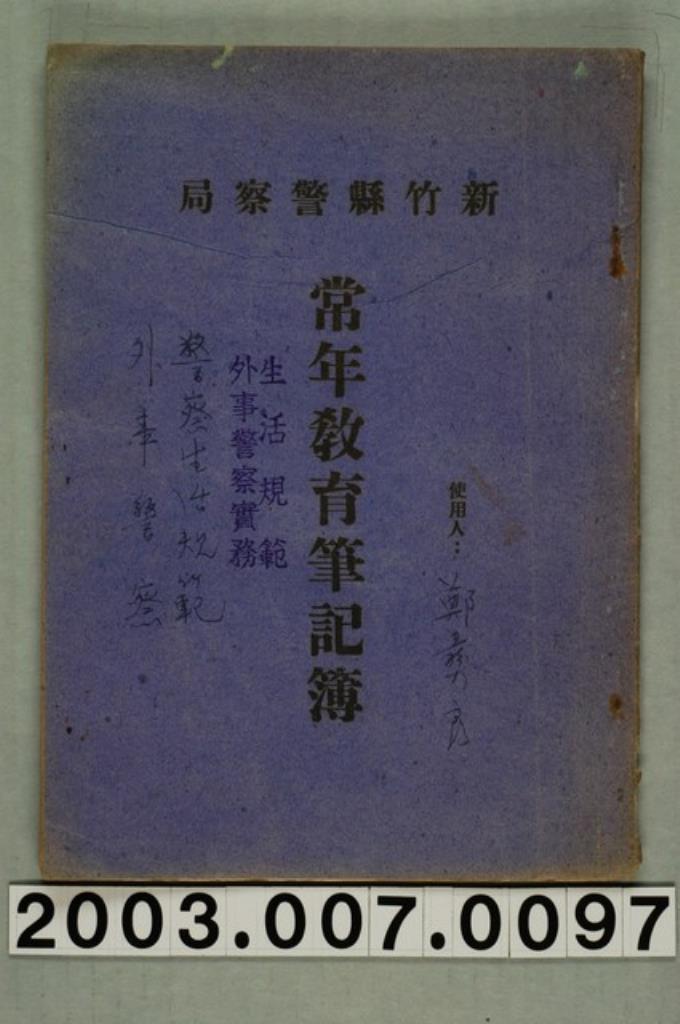 新竹縣警察局
使用人：
鄭
常年教育筆記簿
生活規範
外事警察實務
警察生活規範
外事警察
2003.007.0097